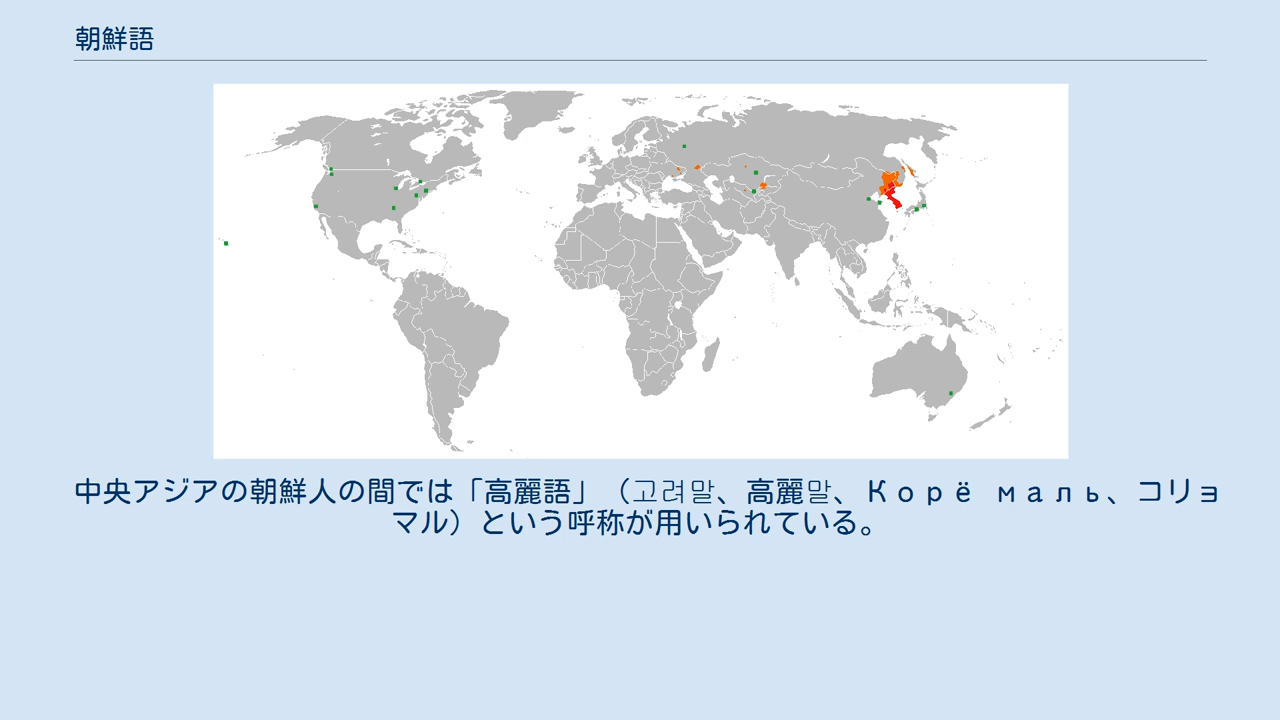 朝鮮語
中央アジアの朝鮮人の間では「高麗語」（고려말、高麗말、Корё маль、コリョ
マル）という呼称が用いられている。